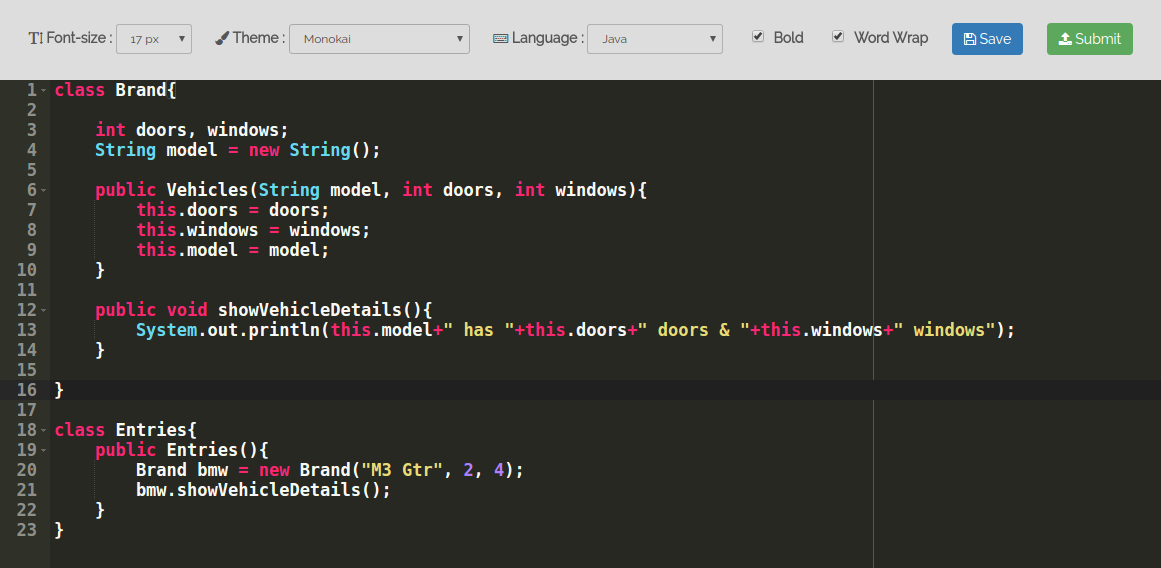 TI Font-size : 17 px Theme : Monokai Language : Java Bold Word Wrap Save Submit
1 class Brand{
2
3     int doors, windows;
4     String model = new String();
5
6     public Vehicles(String model, int doors, int windows){
7         this.doors = doors;
8         this.windows = windows;
9         this.model = model;
10     }
11
12     public void showVehicleDetails(){
13         System.out.println(this.model+" has "+this.doors+" doors & "+this.windows+" windows");
14     }
15
16 }
17
18 class Entries{
19     public Entries(){
20         Brand bmw = new Brand("M3 Gtr", 2, 4);
21         bmw.showVehicleDetails();
22     }
23 }